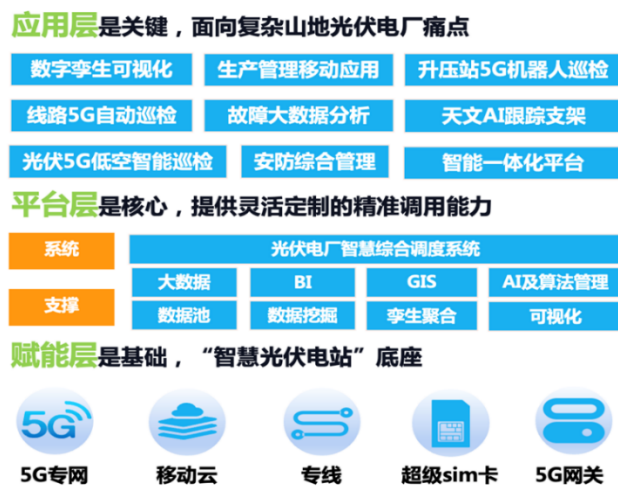 应用层是关键，面向复杂山地光伏电厂痛点
数字孪生可视化 生产管理移动应用 升压站5G机器人巡检
线路5G自动巡检 故障大数据分析 天文AI跟踪支架
光伏5G低空智能巡检 安防综合管理 智能一体化平台
平台层是核心，提供灵活定制的精准调用能力
系统 光伏电厂智慧综合调度系统
大数据 BI GIS AI及算法管理
支撑
数据池 数据挖掘 孪生聚合 可视化
赋能层是基础，“智慧光伏电站”底座
5G
5G专网 移动云 专线 超级sim卡 5G网关